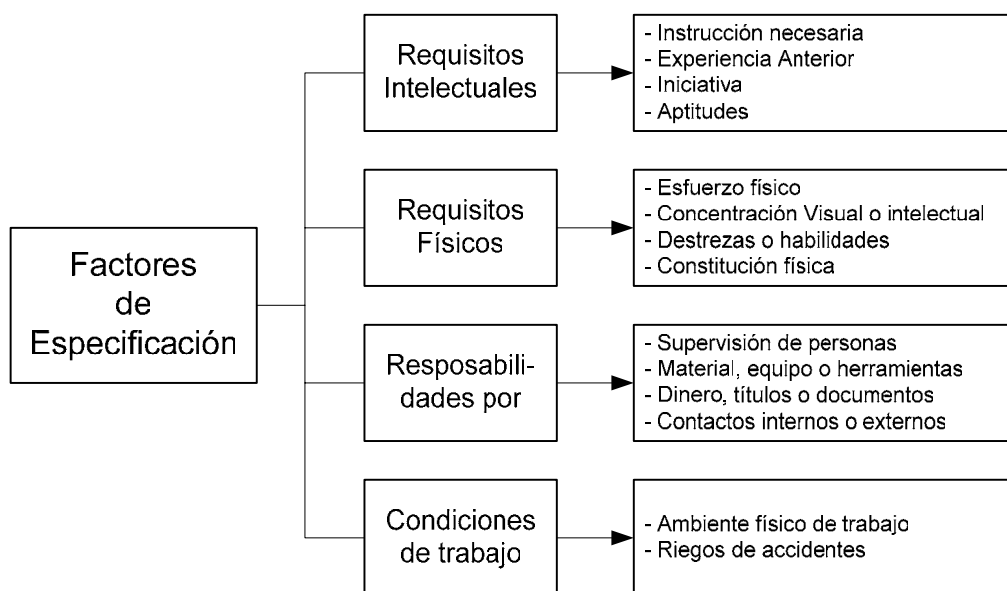 Factores
de
Especificación
Requisitos
Intelectuales
- Instrucción necesaria
- Experiencia Anterior
- Iniciativa
- Aptitudes
Requisitos
Físicos
- Esfuerzo físico
- Concentración Visual o intelectual
- Destrezas o habilidades
- Constitución física
Resposabili-
dades por
- Supervisión de personas
- Material, equipo o herramientas
- Dinero, títulos o documentos
- Contactos internos o externos
Condiciones
de trabajo
- Ambiente físico de trabajo
- Riegos de accidentes